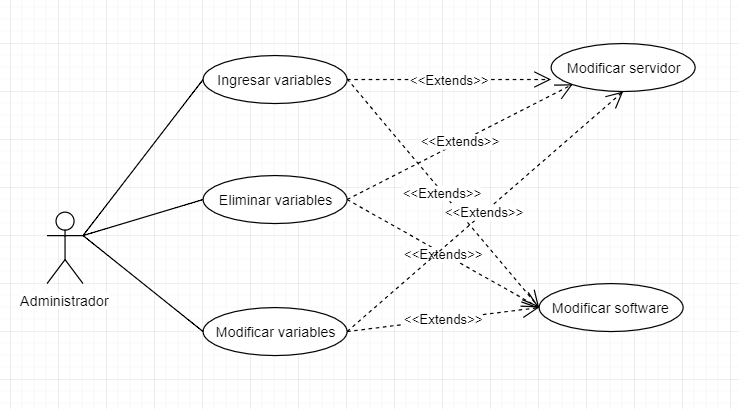 Ingresar variables
<<Extends>>
Modificar servidor
<<Extends>>
Eliminar variables
<<Extends>>
<<Extends>>
<<Extends>>
Administrador
Modificar variables
<<Extends>>
Modificar software